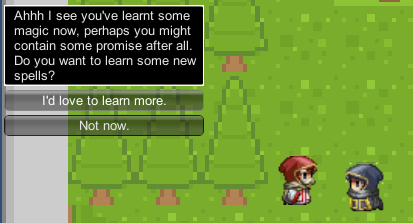 Ahhh I see you've learnt some
magic now, perhaps you might
contain some promise after all.
Do you want to learn some new
spells?
I'd love to learn more.
Not now.